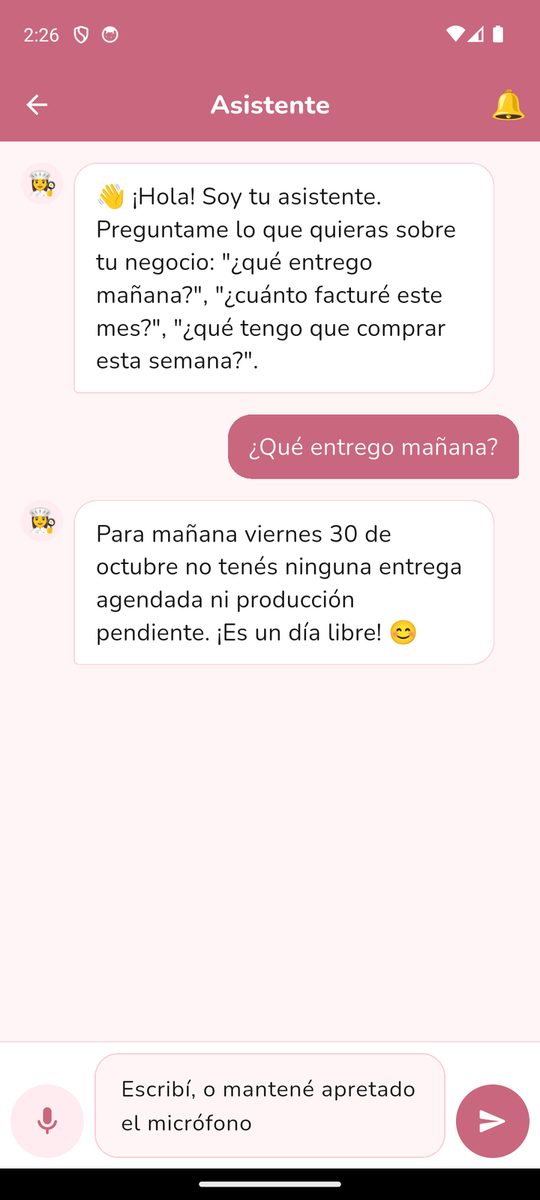 2:26
Asistente
👋 ¡Hola! Soy tu asistente.
Preguntame lo que quieras sobre
tu negocio: "¿qué entrego
mañana?", "¿cuánto facturé este
mes?", "¿qué tengo que comprar
esta semana?".
¿Qué entrego mañana?
Para mañana viernes 30 de
octubre no tenés ninguna entrega
agendada ni producción
pendiente. ¡Es un día libre! 😊
Escribí, o mantené apretado
el micrófono